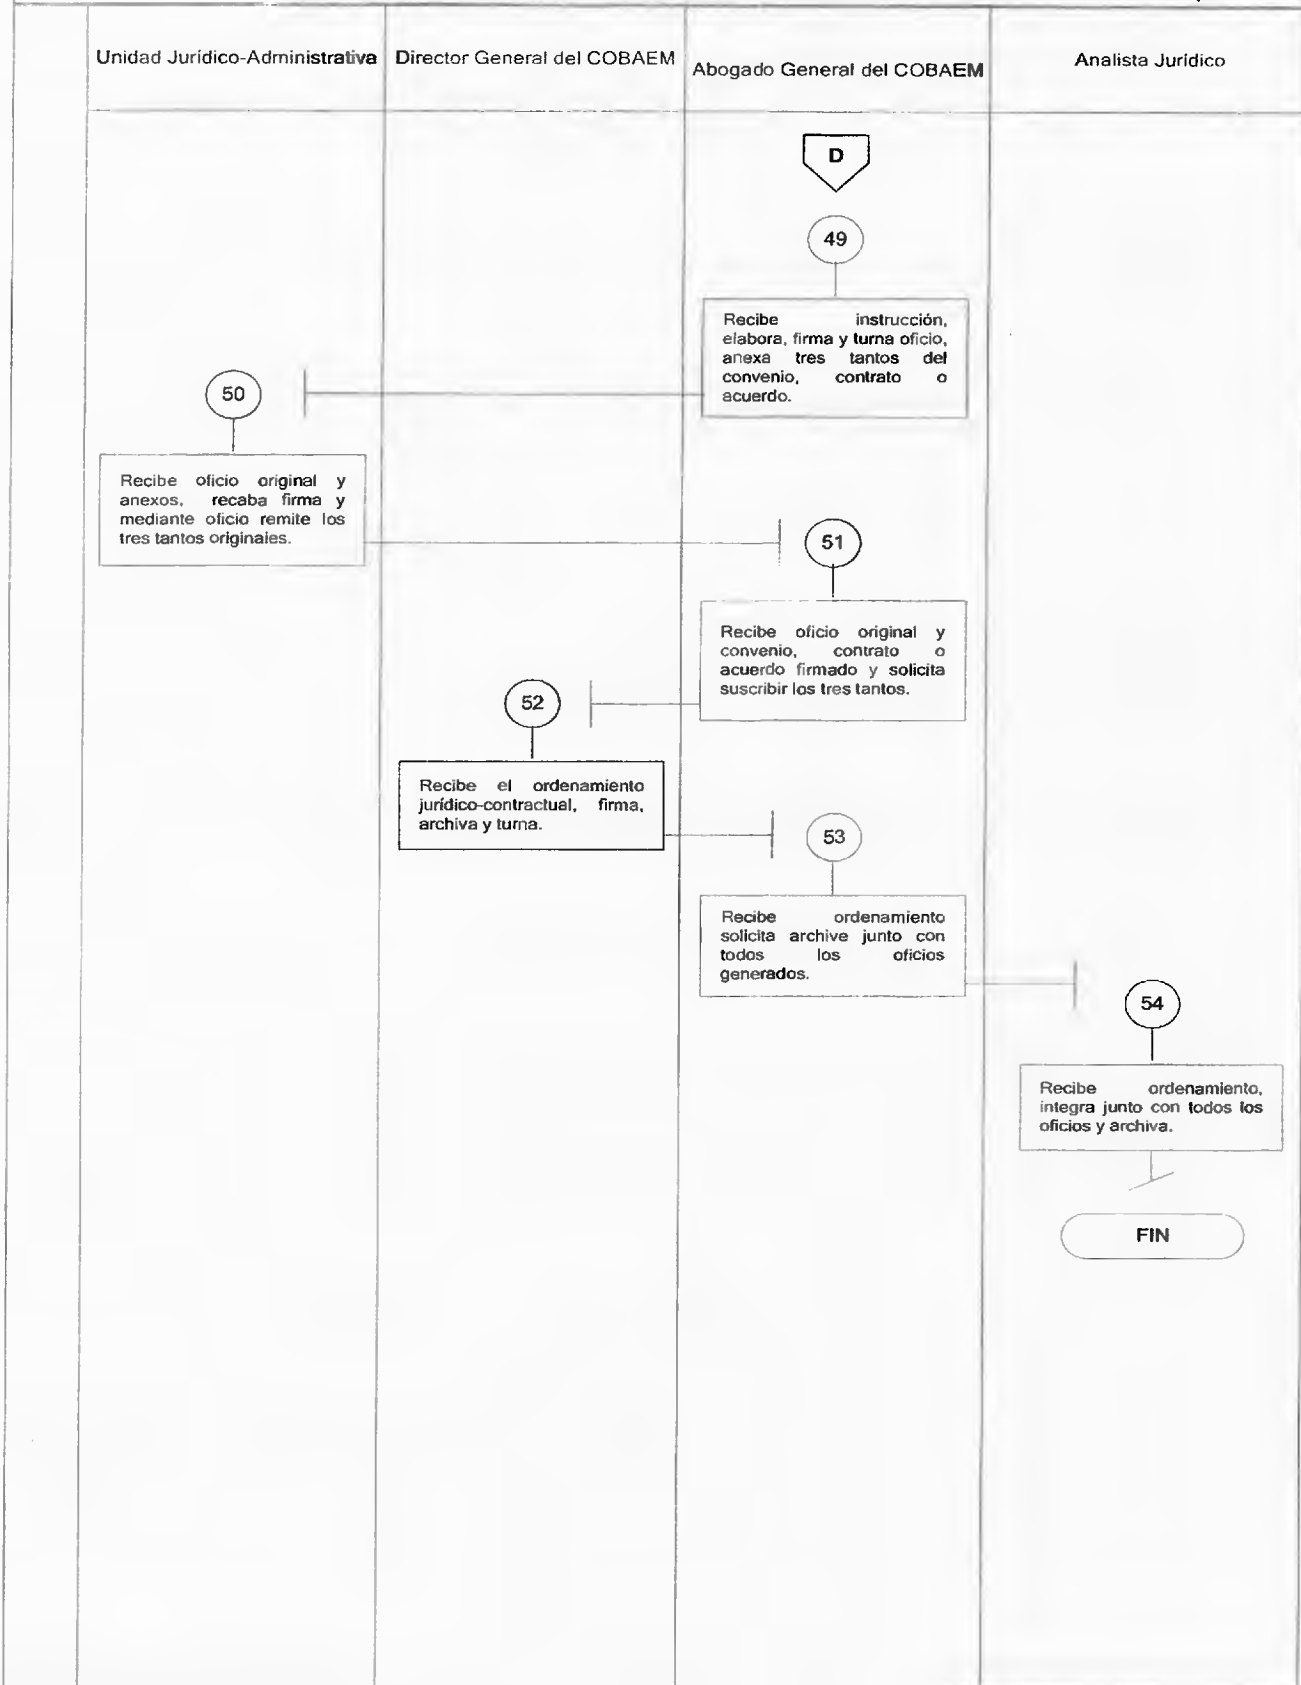 Unidad Jurídico-Administrativa
Director General del COBAEM
Abogado General del COBAEM
Analista Jurídico
D
49
Recibe instrucción,
elabora, firma y turna oficio,
anexa tres tantos del
convenio, contrato o
acuerdo.
50
Recibe oficio original y
anexos, recaba firma y
mediante oficio remite los
tres tantos originales.
51
Recibe oficio original y
convenio, contrato o
acuerdo firmado y solicita
suscribir los tres tantos.
52
Recibe el ordenamiento
jurídico-contractual, firma,
archiva y turna.
53
Recibe ordenamiento
solicita archive junto con
todos los oficios
generados.
54
Recibe ordenamiento,
integra junto con todos los
oficios y archiva.
FIN